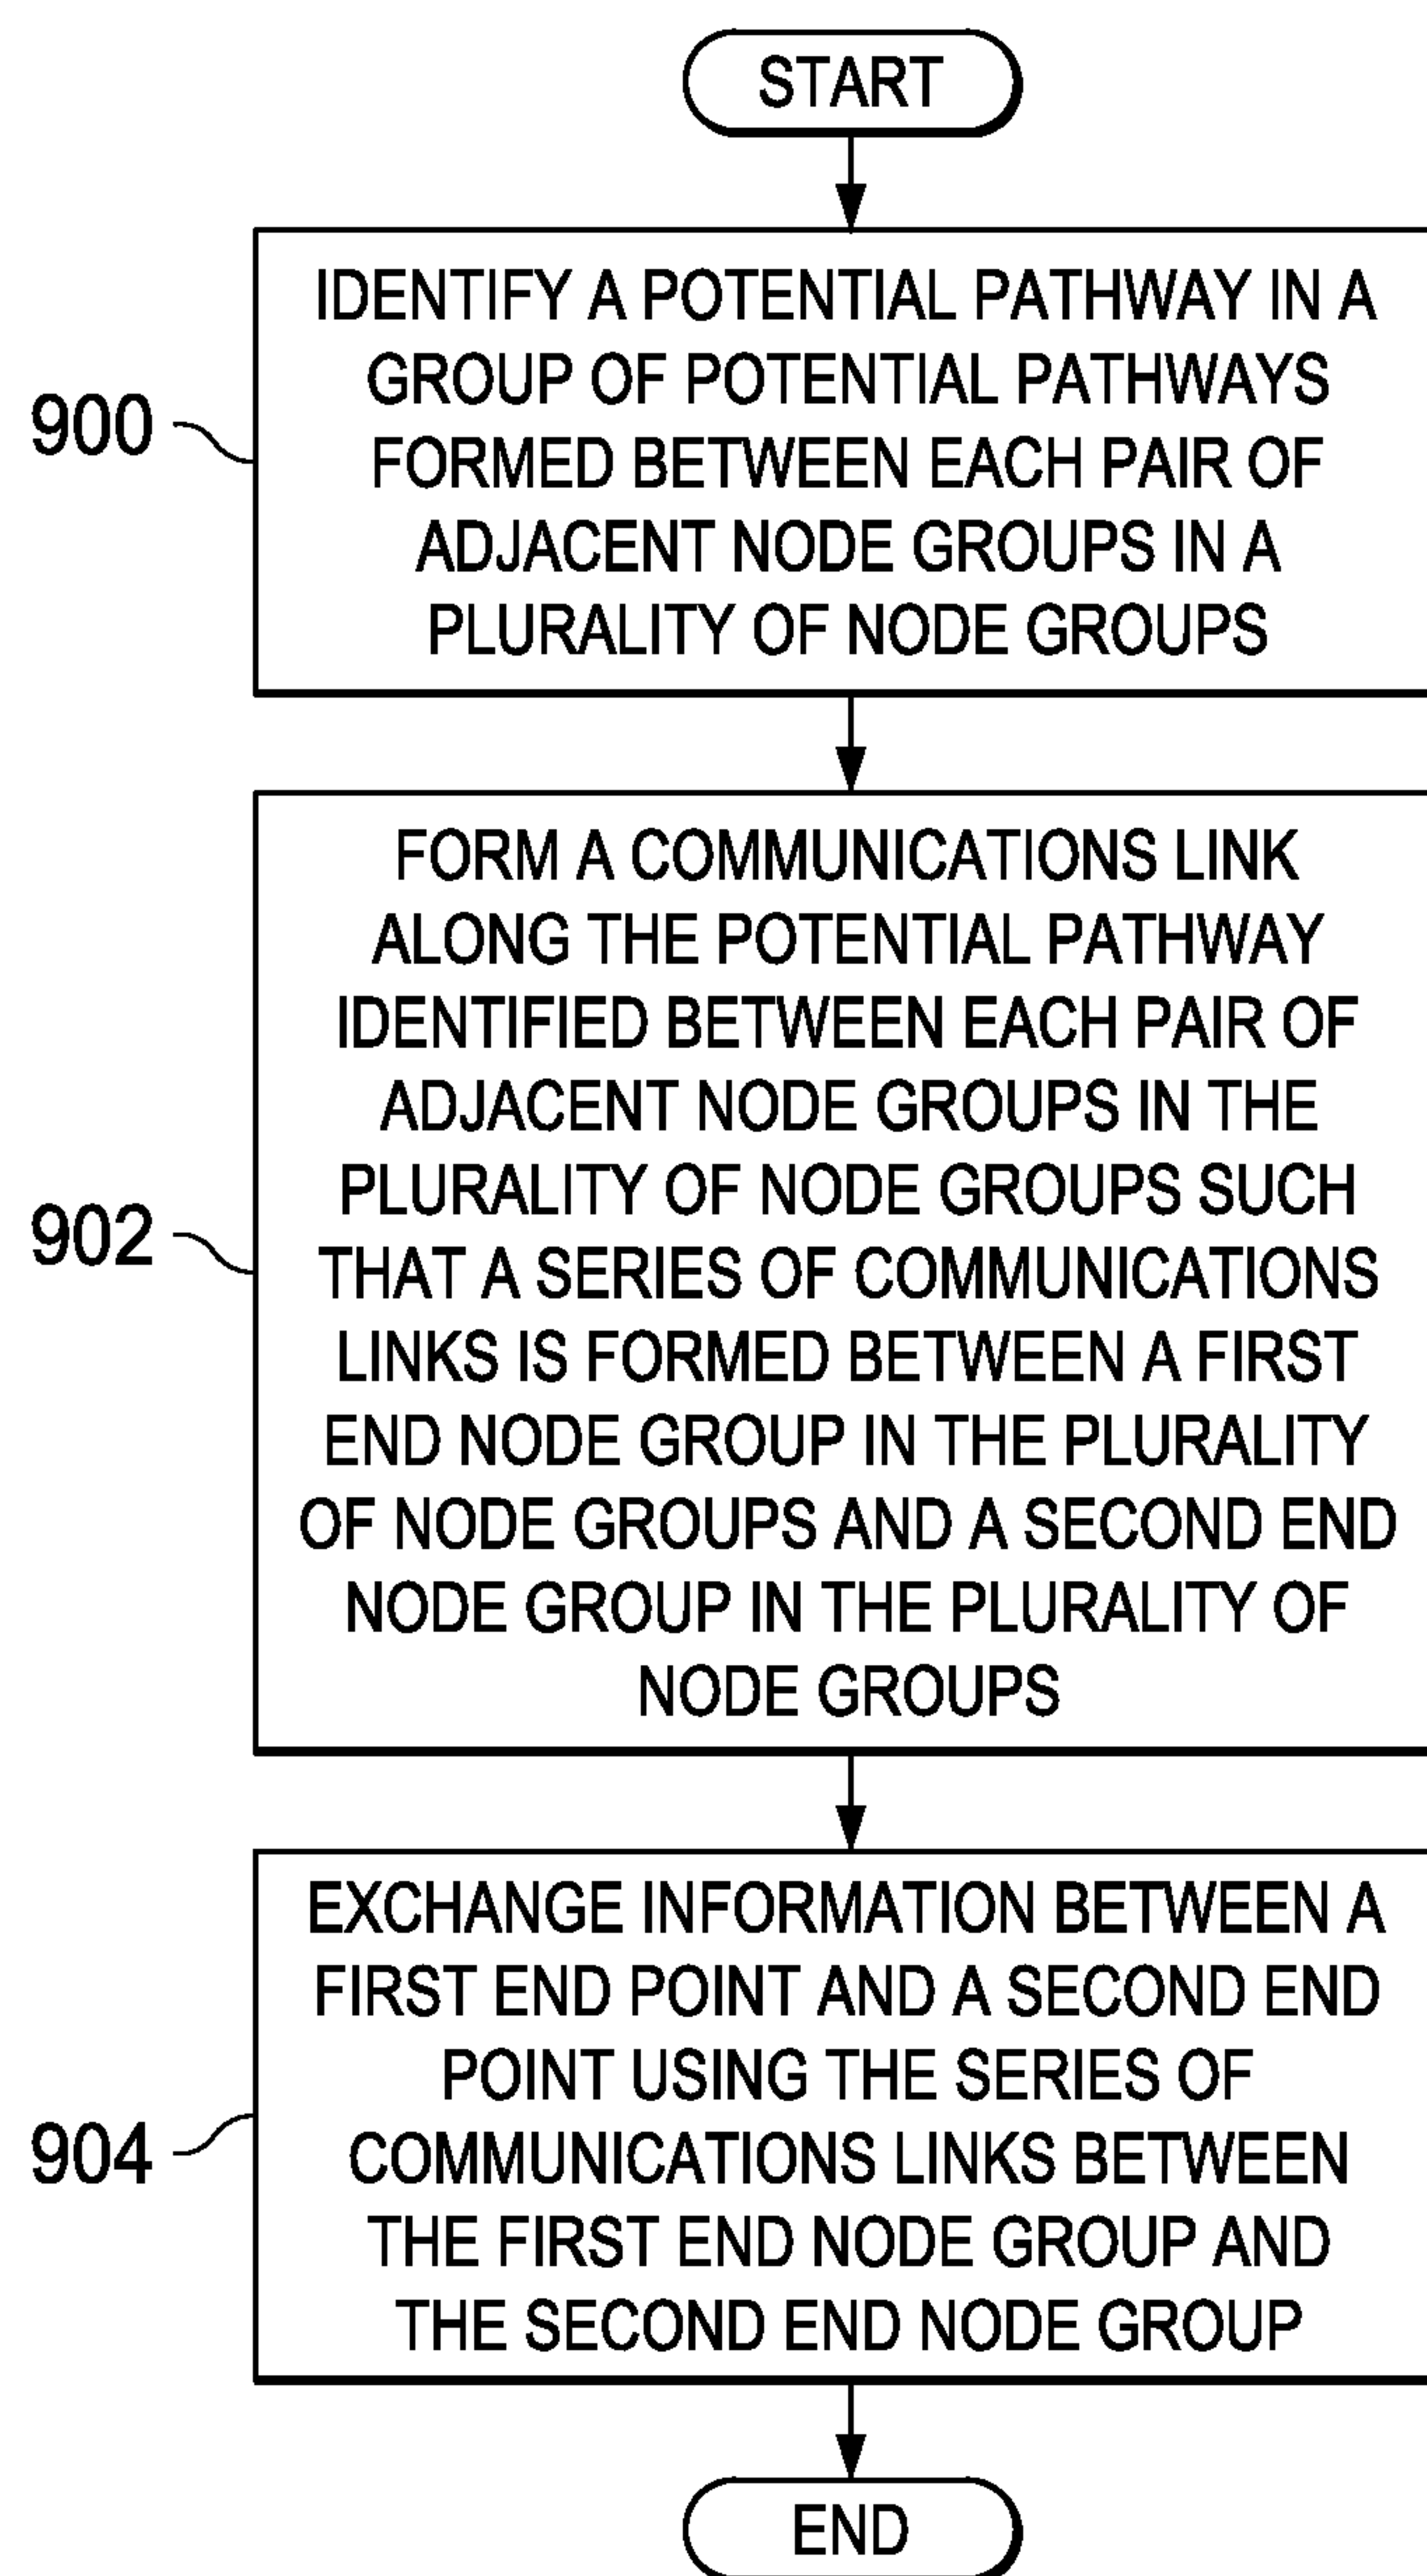 START
IDENTIFY A POTENTIAL PATHWAY IN A
GROUP OF POTENTIAL PATHWAYS
FORMED BETWEEN EACH PAIR OF
ADJACENT NODE GROUPS IN A
PLURALITY OF NODE GROUPS
900
FORM A COMMUNICATIONS LINK
ALONG THE POTENTIAL PATHWAY
IDENTIFIED BETWEEN EACH PAIR OF
ADJACENT NODE GROUPS IN THE
PLURALITY OF NODE GROUPS SUCH
THAT A SERIES OF COMMUNICATIONS
LINKS IS FORMED BETWEEN A FIRST
END NODE GROUP IN THE PLURALITY
OF NODE GROUPS AND A SECOND END
NODE GROUP IN THE PLURALITY OF
NODE GROUPS
902
EXCHANGE INFORMATION BETWEEN A
FIRST END POINT AND A SECOND END
POINT USING THE SERIES OF
COMMUNICATIONS LINKS BETWEEN
THE FIRST END NODE GROUP AND
THE SECOND END NODE GROUP
904
END